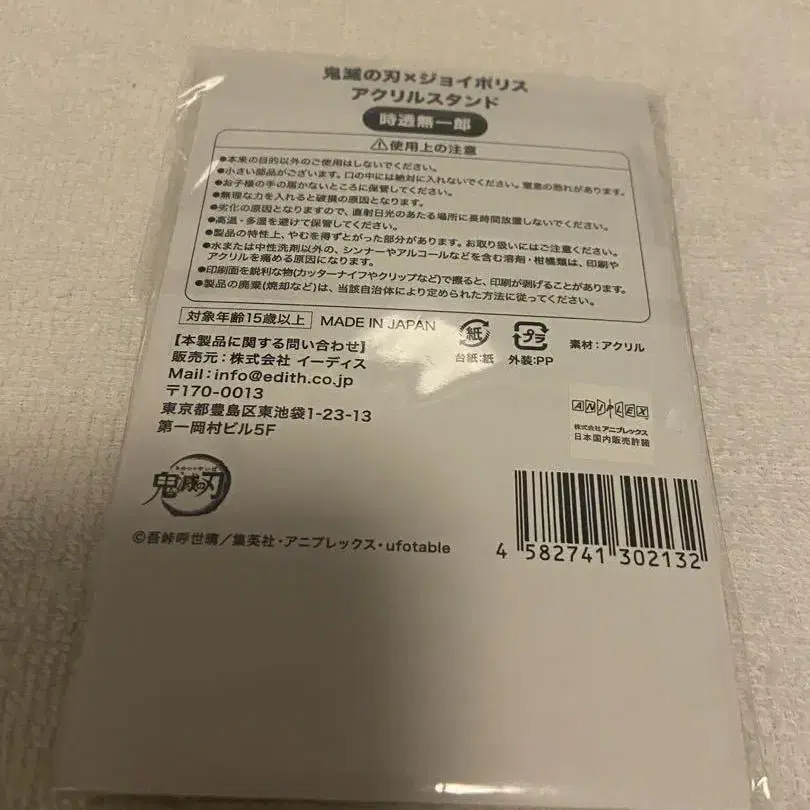 鬼滅の刃×ジョイポリス
アクリルスタンド
時透無一郎
⚠使用上の注意
●本来の目的以外のご使用はしないでください。
●小さい部品がございます。口の中には絶対に入れないでください。窒息の恐れがあります。
●お子様の手の届かないところに保管してください。
●無理な力を入れると破損の原因となります。
●劣化の原因となりますので、直射日光のあたる場所に長時間放置しないでください。
●高温・多湿を避けて保管してください。
●製品の特性上、やむを得ずとがった部分があります。お取り扱いにはご注意ください。
●水または中性洗剤以外の、シンナーやアルコールなどを含む溶剤・柑橘類は、印刷や
アクリルを痛める原因になります。
●印刷面を鋭利な物(カッターナイフやクリップなど)で擦ると、印刷が剥げることがあります。
●製品の廃棄(焼却など)は、当該自治体により定められた方法に従ってください。
対象年齢15歳以上 MADE IN JAPAN
紙 プラ
台紙:紙 外装:PP 素材:アクリル
【本製品に関する問い合わせ】
販売元:株式会社 イーディス
Mail:info@edith.co.jp
〒170-0013
東京都豊島区東池袋1-23-13
第一岡村ビル5F
ANIPLEX
株式会社アニプレックス
日本国内販売許諾
きめつのやいば
鬼滅の刃
©吾峠呼世晴/集英社・アニプレックス・ufotable
4 582741 302132